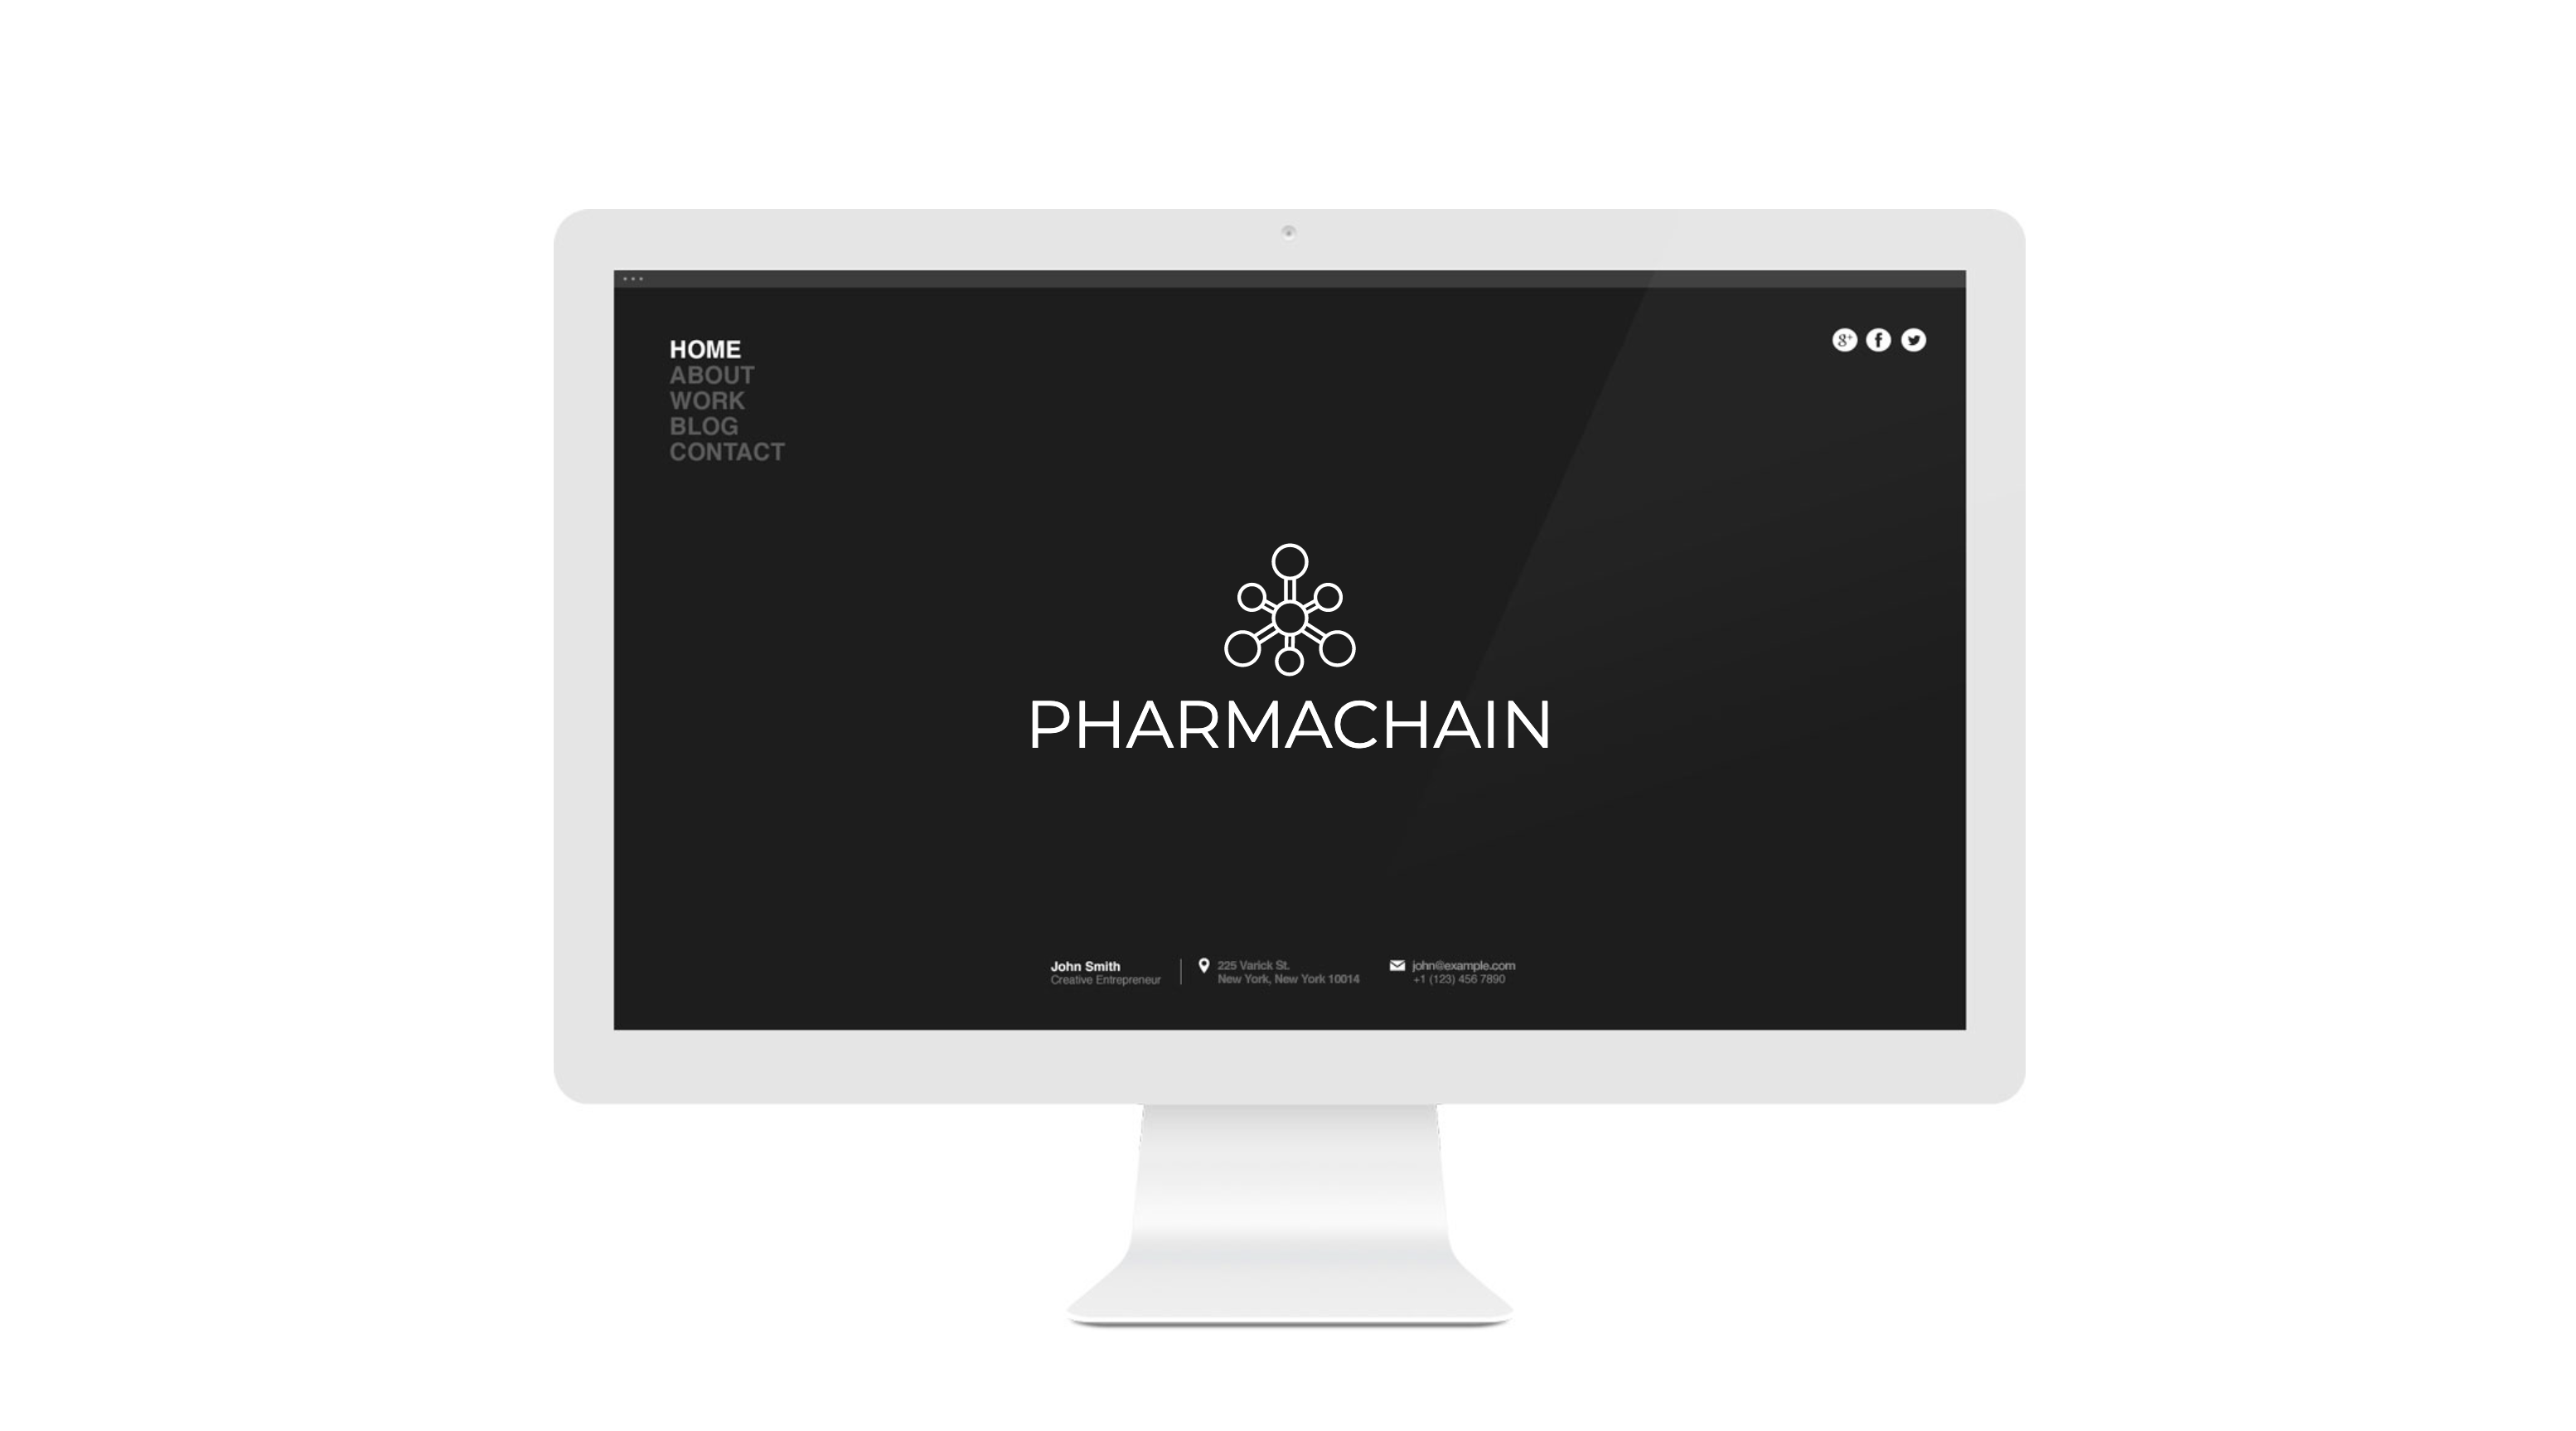 HOME
ABOUT
WORK
BLOG
CONTACT
g+ f
PHARMACHAIN
John Smith
Creative Entrepreneur
225 Varick St.
New York, New York 10014
john@example.com
+1 (123) 456 7890